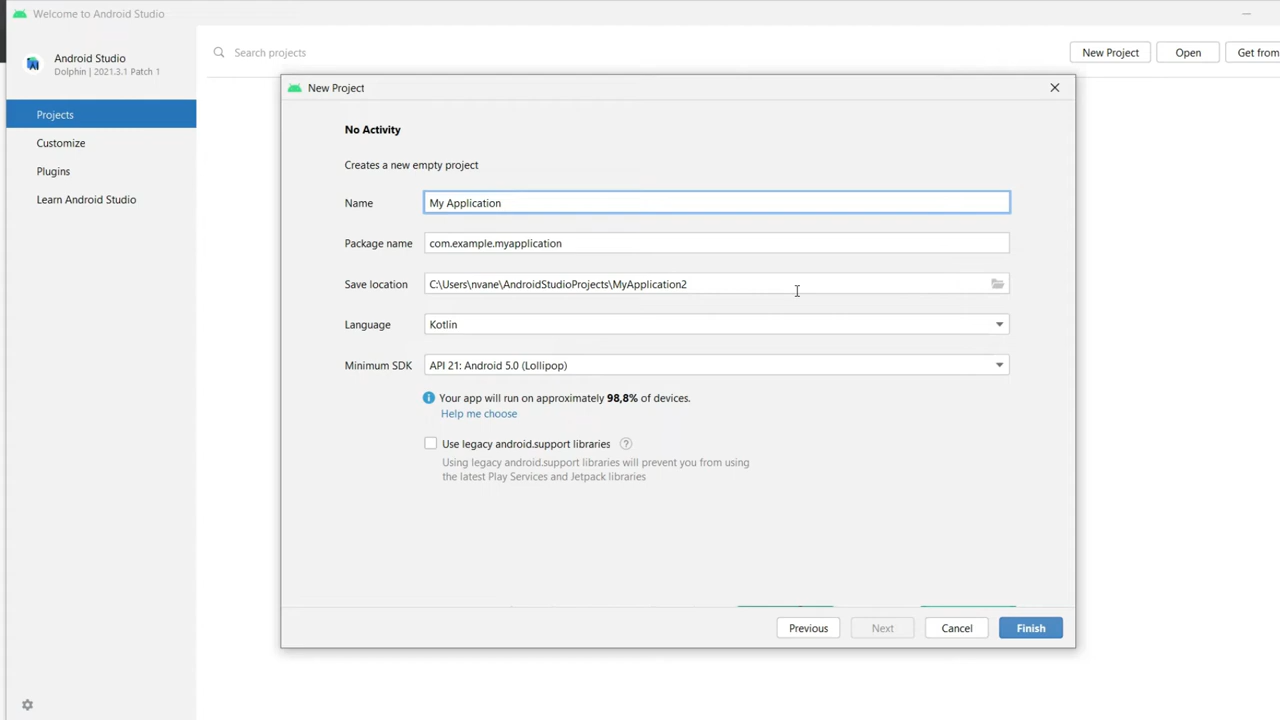 Welcome to Android Studio
Android Studio
Dolphin | 2021.3.1 Patch 1
Search projects
New Project
Open
Get from
Projects
Customize
Plugins
Learn Android Studio
New Project
No Activity
Creates a new empty project
Name
My Application
Package name
com.example.myapplication
Save location
C:\Users\nvane\AndroidStudioProjects\MyApplication2
Language
Kotlin
Minimum SDK
API 21: Android 5.0 (Lollipop)
Your app will run on approximately 98,8% of devices.
Help me choose
Use legacy android.support libraries ?
Using legacy android.support libraries will prevent you from using
the latest Play Services and Jetpack libraries
Previous
Next
Cancel
Finish